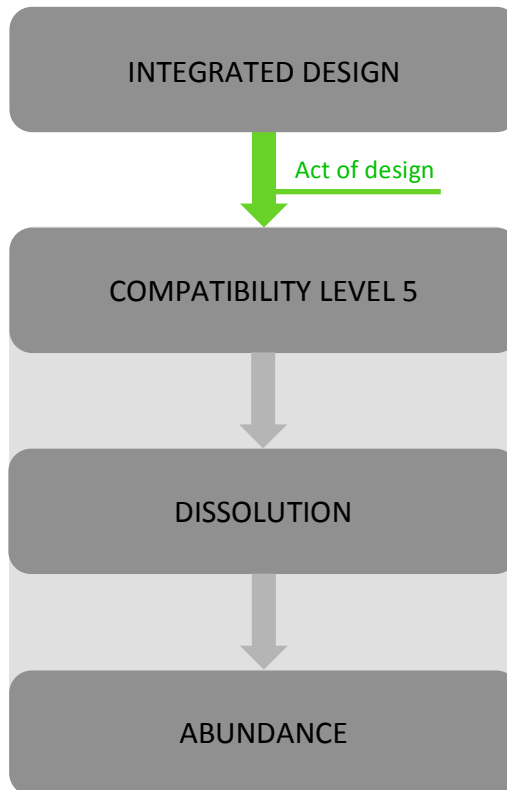 INTEGRATED DESIGN
Act of design
COMPATIBILITY LEVEL 5
DISSOLUTION
ABUNDANCE